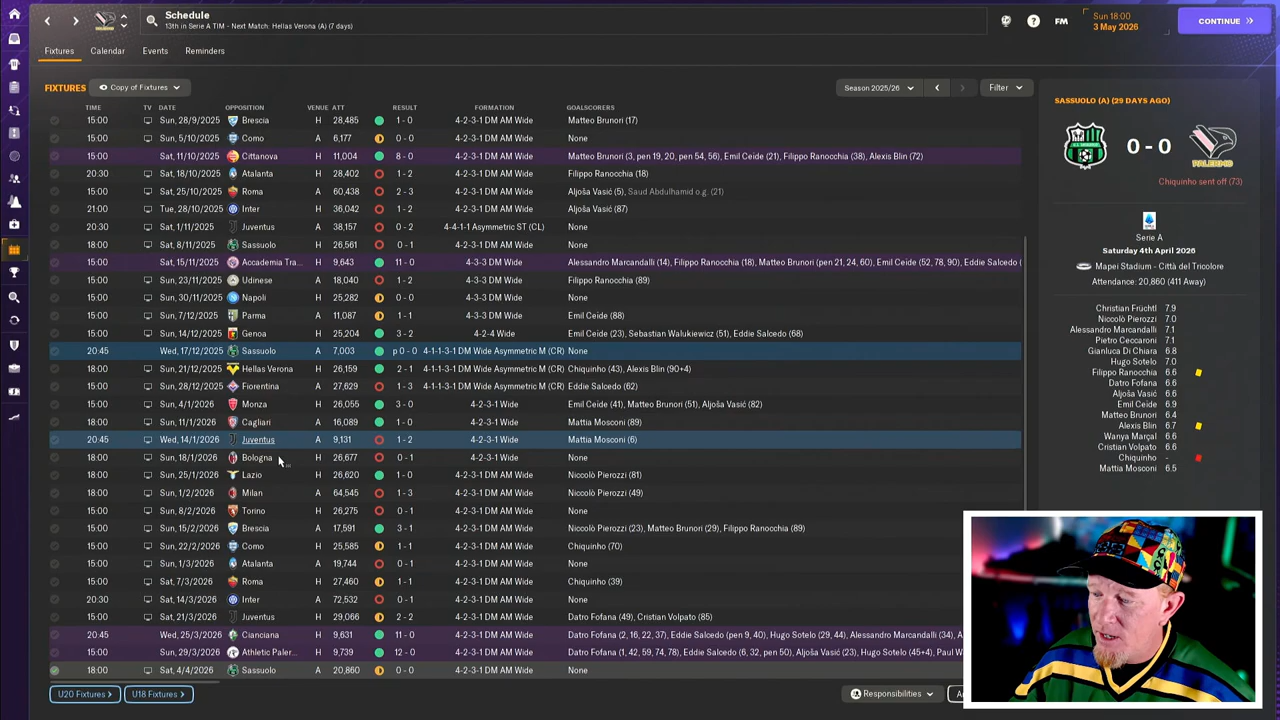 Schedule
13th in Serie A TIM - Next Match: Hellas Verona (A) (7 days)
FM
Sun 18:00
3 May 2026
CONTINUE
Fixtures Calendar Events Reminders
FIXTURES Copy of Fixtures Season 2025/26 Filter
TIME TV DATE OPPOSITION VENUE ATT RESULT FORMATION GOALSCORERS
15:00 Sun, 28/9/2025 Brescia H 28,485 1 - 0 4-2-3-1 DM AM Wide Matteo Brunori (17)
15:00 Sun, 5/10/2025 Como A 6,177 0 - 0 4-2-3-1 DM AM Wide None
15:00 Sat, 11/10/2025 Cittanova H 11,004 8 - 0 4-2-3-1 DM AM Wide Matteo Brunori (3, pen 19, 20, pen 54, 56), Emil Ceide (21), Filippo Ranocchia (38), Alexis Blin (72)
20:30 Sat, 18/10/2025 Atalanta H 28,402 1 - 2 4-2-3-1 DM AM Wide Filippo Ranocchia (18)
15:00 Sat, 25/10/2025 Roma A 60,438 2 - 3 4-2-3-1 DM AM Wide Aljoša Vasić (5), Saud Abdulhamid o.g. (21)
21:00 Tue, 28/10/2025 Inter H 36,042 1 - 2 4-2-3-1 DM AM Wide Aljoša Vasić (87)
20:30 Sat, 1/11/2025 Juventus A 38,157 0 - 2 4-4-1-1 Asymmetric ST (CL) None
18:00 Sat, 8/11/2025 Sassuolo H 26,561 0 - 1 4-2-3-1 DM AM Wide None
15:00 Sat, 15/11/2025 Accademia Tra... H 9,643 11 - 0 4-3-3 DM Wide Alessandro Marcandalli (14), Filippo Ranocchia (18), Matteo Brunori (pen 21, 24, 60), Emil Ceide (52, 78, 90), Eddie Salcedo (
15:00 Sun, 23/11/2025 Udinese A 18,040 1 - 2 4-3-3 DM Wide Filippo Ranocchia (89)
15:00 Sun, 30/11/2025 Napoli H 25,282 0 - 0 4-3-3 DM Wide None
15:00 Sun, 7/12/2025 Parma A 11,087 1 - 1 4-3-3 DM Wide Emil Ceide (88)
15:00 Sun, 14/12/2025 Genoa H 25,204 3 - 2 4-2-4 Wide Emil Ceide (23), Sebastian Walukiewicz (51), Eddie Salcedo (68)
20:45 Wed, 17/12/2025 Sassuolo A 7,003 p 0 - 0 4-1-1-3-1 DM Wide Asymmetric M (CR) None
18:00 Sun, 21/12/2025 Hellas Verona H 26,159 2 - 1 4-1-1-3-1 DM Wide Asymmetric M (CR) Chiquinho (43), Alexis Blin (90+4)
15:00 Sun, 28/12/2025 Fiorentina A 27,629 1 - 3 4-1-1-3-1 DM Wide Asymmetric M (CR) Eddie Salcedo (62)
15:00 Sun, 4/1/2026 Monza H 26,055 3 - 0 4-2-3-1 Wide Emil Ceide (41), Matteo Brunori (51), Aljoša Vasić (82)
18:00 Sun, 11/1/2026 Cagliari A 16,089 1 - 0 4-2-3-1 Wide Mattia Mosconi (89)
20:45 Wed, 14/1/2026 Juventus A 9,131 1 - 2 4-2-3-1 Wide Mattia Mosconi (6)
18:00 Sun, 18/1/2026 Bologna H 26,677 0 - 1 4-2-3-1 Wide None
18:00 Sun, 25/1/2026 Lazio H 26,620 1 - 0 4-2-3-1 DM AM Wide Niccolò Pierozzi (81)
18:00 Sun, 1/2/2026 Milan A 64,545 1 - 3 4-2-3-1 DM AM Wide Niccolò Pierozzi (49)
15:00 Sun, 8/2/2026 Torino H 26,275 0 - 1 4-2-3-1 DM AM Wide None
15:00 Sun, 15/2/2026 Brescia A 17,591 3 - 1 4-2-3-1 DM AM Wide Niccolò Pierozzi (23), Matteo Brunori (29), Filippo Ranocchia (89)
15:00 Sun, 22/2/2026 Como H 25,585 1 - 1 4-2-3-1 DM AM Wide Chiquinho (70)
15:00 Sun, 1/3/2026 Atalanta A 19,744 0 - 0 4-2-3-1 DM AM Wide None
15:00 Sat, 7/3/2026 Roma H 27,460 1 - 1 4-2-3-1 DM AM Wide Chiquinho (39)
20:30 Sat, 14/3/2026 Inter A 72,532 0 - 1 4-2-3-1 DM AM Wide None
15:00 Sat, 21/3/2026 Juventus H 29,066 2 - 2 4-2-3-1 DM AM Wide Datro Fofana (49), Cristian Volpato (85)
20:45 Wed, 25/3/2026 Cianciana H 9,631 11 - 0 4-2-3-1 DM AM Wide Datro Fofana (2, 16, 22, 37), Eddie Salcedo (pen 9, 40), Hugo Sotelo (29, 44), Alessandro Marcandalli (34), A
15:00 Sun, 29/3/2026 Athletic Paler... H 9,739 12 - 0 4-2-3-1 DM AM Wide Datro Fofana (1, 42, 59, 74, 78), Eddie Salcedo (6, 32, pen 50), Aljoša Vasić (23), Hugo Sotelo (45+4), Paul W
18:00 Sat, 4/4/2026 Sassuolo A 20,860 0 - 0 4-2-3-1 DM AM Wide None
U20 Fixtures U18 Fixtures Responsibilities
SASSUOLO (A) (29 DAYS AGO)
0 - 0
PALERMO
Chiquinho sent off (73)
Serie A
Saturday 4th April 2026
Mapei Stadium - Città del Tricolore
Attendance: 20,860 (411 Away)
Christian Früchtl 7.9
Niccolò Pierozzi 7.0
Alessandro Marcandalli 7.1
Pietro Ceccaroni 7.1
Gianluca Di Chiara 6.8
Hugo Sotelo 7.0
Filippo Ranocchia 6.6
Datro Fofana 6.6
Aljoša Vasić 6.6
Emil Ceide 6.9
Matteo Brunori 6.4
Alexis Blin 6.7
Wanya Marçal 6.6
Cristian Volpato 6.6
Chiquinho -
Mattia Mosconi 6.5